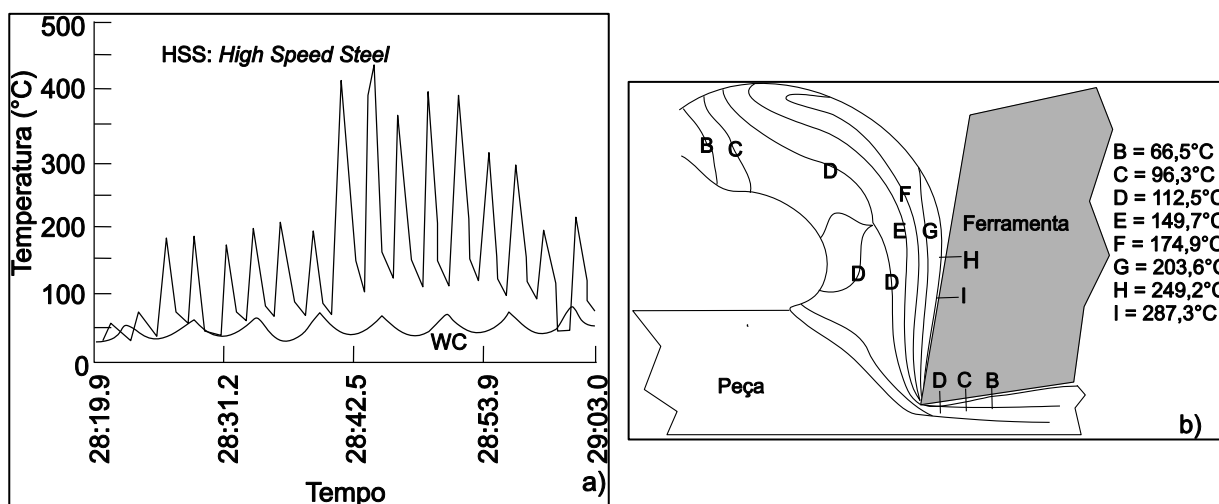 500
400
300
200
100
0
Temperatura (°C)
HSS: High Speed Steel
WC
28:19.9
28:31.2
28:42.5
28:53.9
29:03.0
Tempo
a)
B
C
D
F
E
G
D
D
H
I
Ferramenta
Peça
D C B
B = 66,5°C
C = 96,3°C
D = 112,5°C
E = 149,7°C
F = 174,9°C
G = 203,6°C
H = 249,2°C
I = 287,3°C
b)